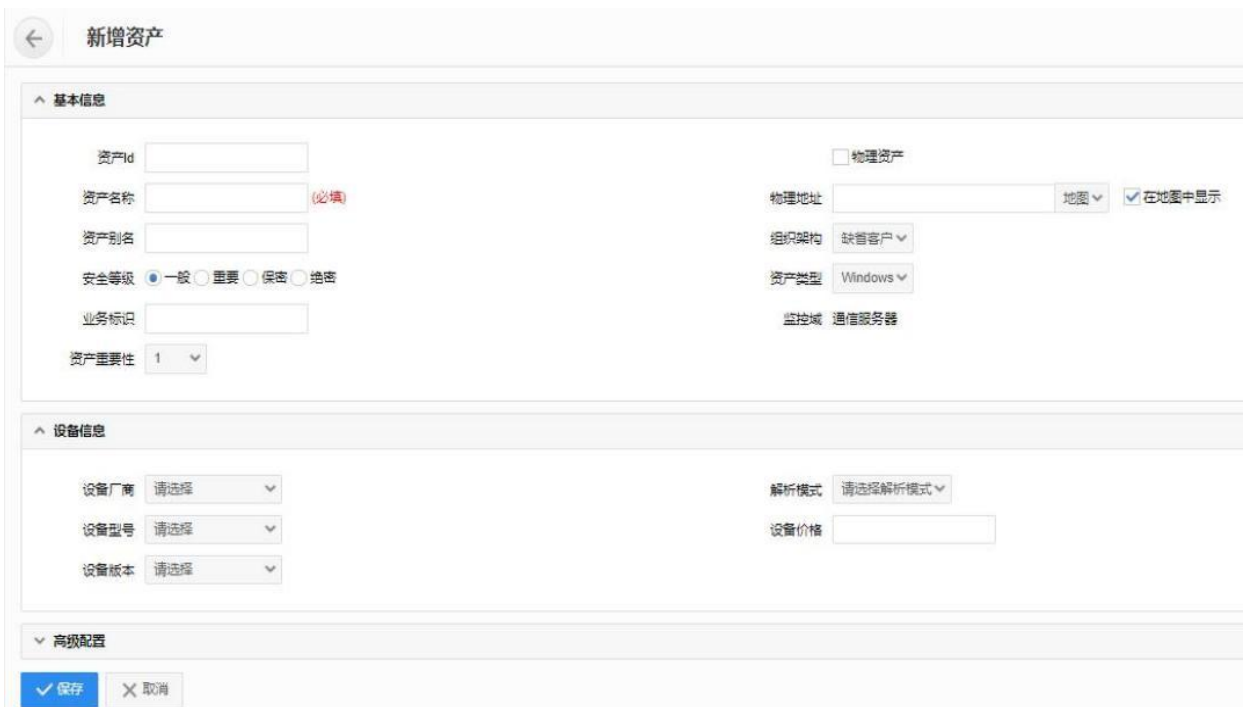 新增资产
基本信息
资产Id
物理资产
资产名称 (必填)
物理地址 地图 在地图中显示
资产别名
组织架构 缺省客户
安全等级 一般 重要 保密 绝密
资产类型 Windows
业务标识
监控域 通信服务器
资产重要性 1
设备信息
设备厂商 请选择
解析模式 请选择解析模式
设备型号 请选择
设备价格
设备版本 请选择
高级配置
保存 取消